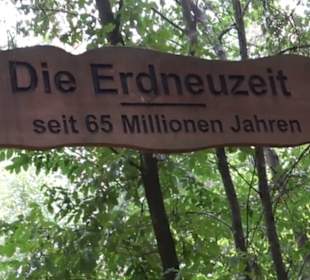 Die Erdneuzeit
seit 65 Millionen Jahren